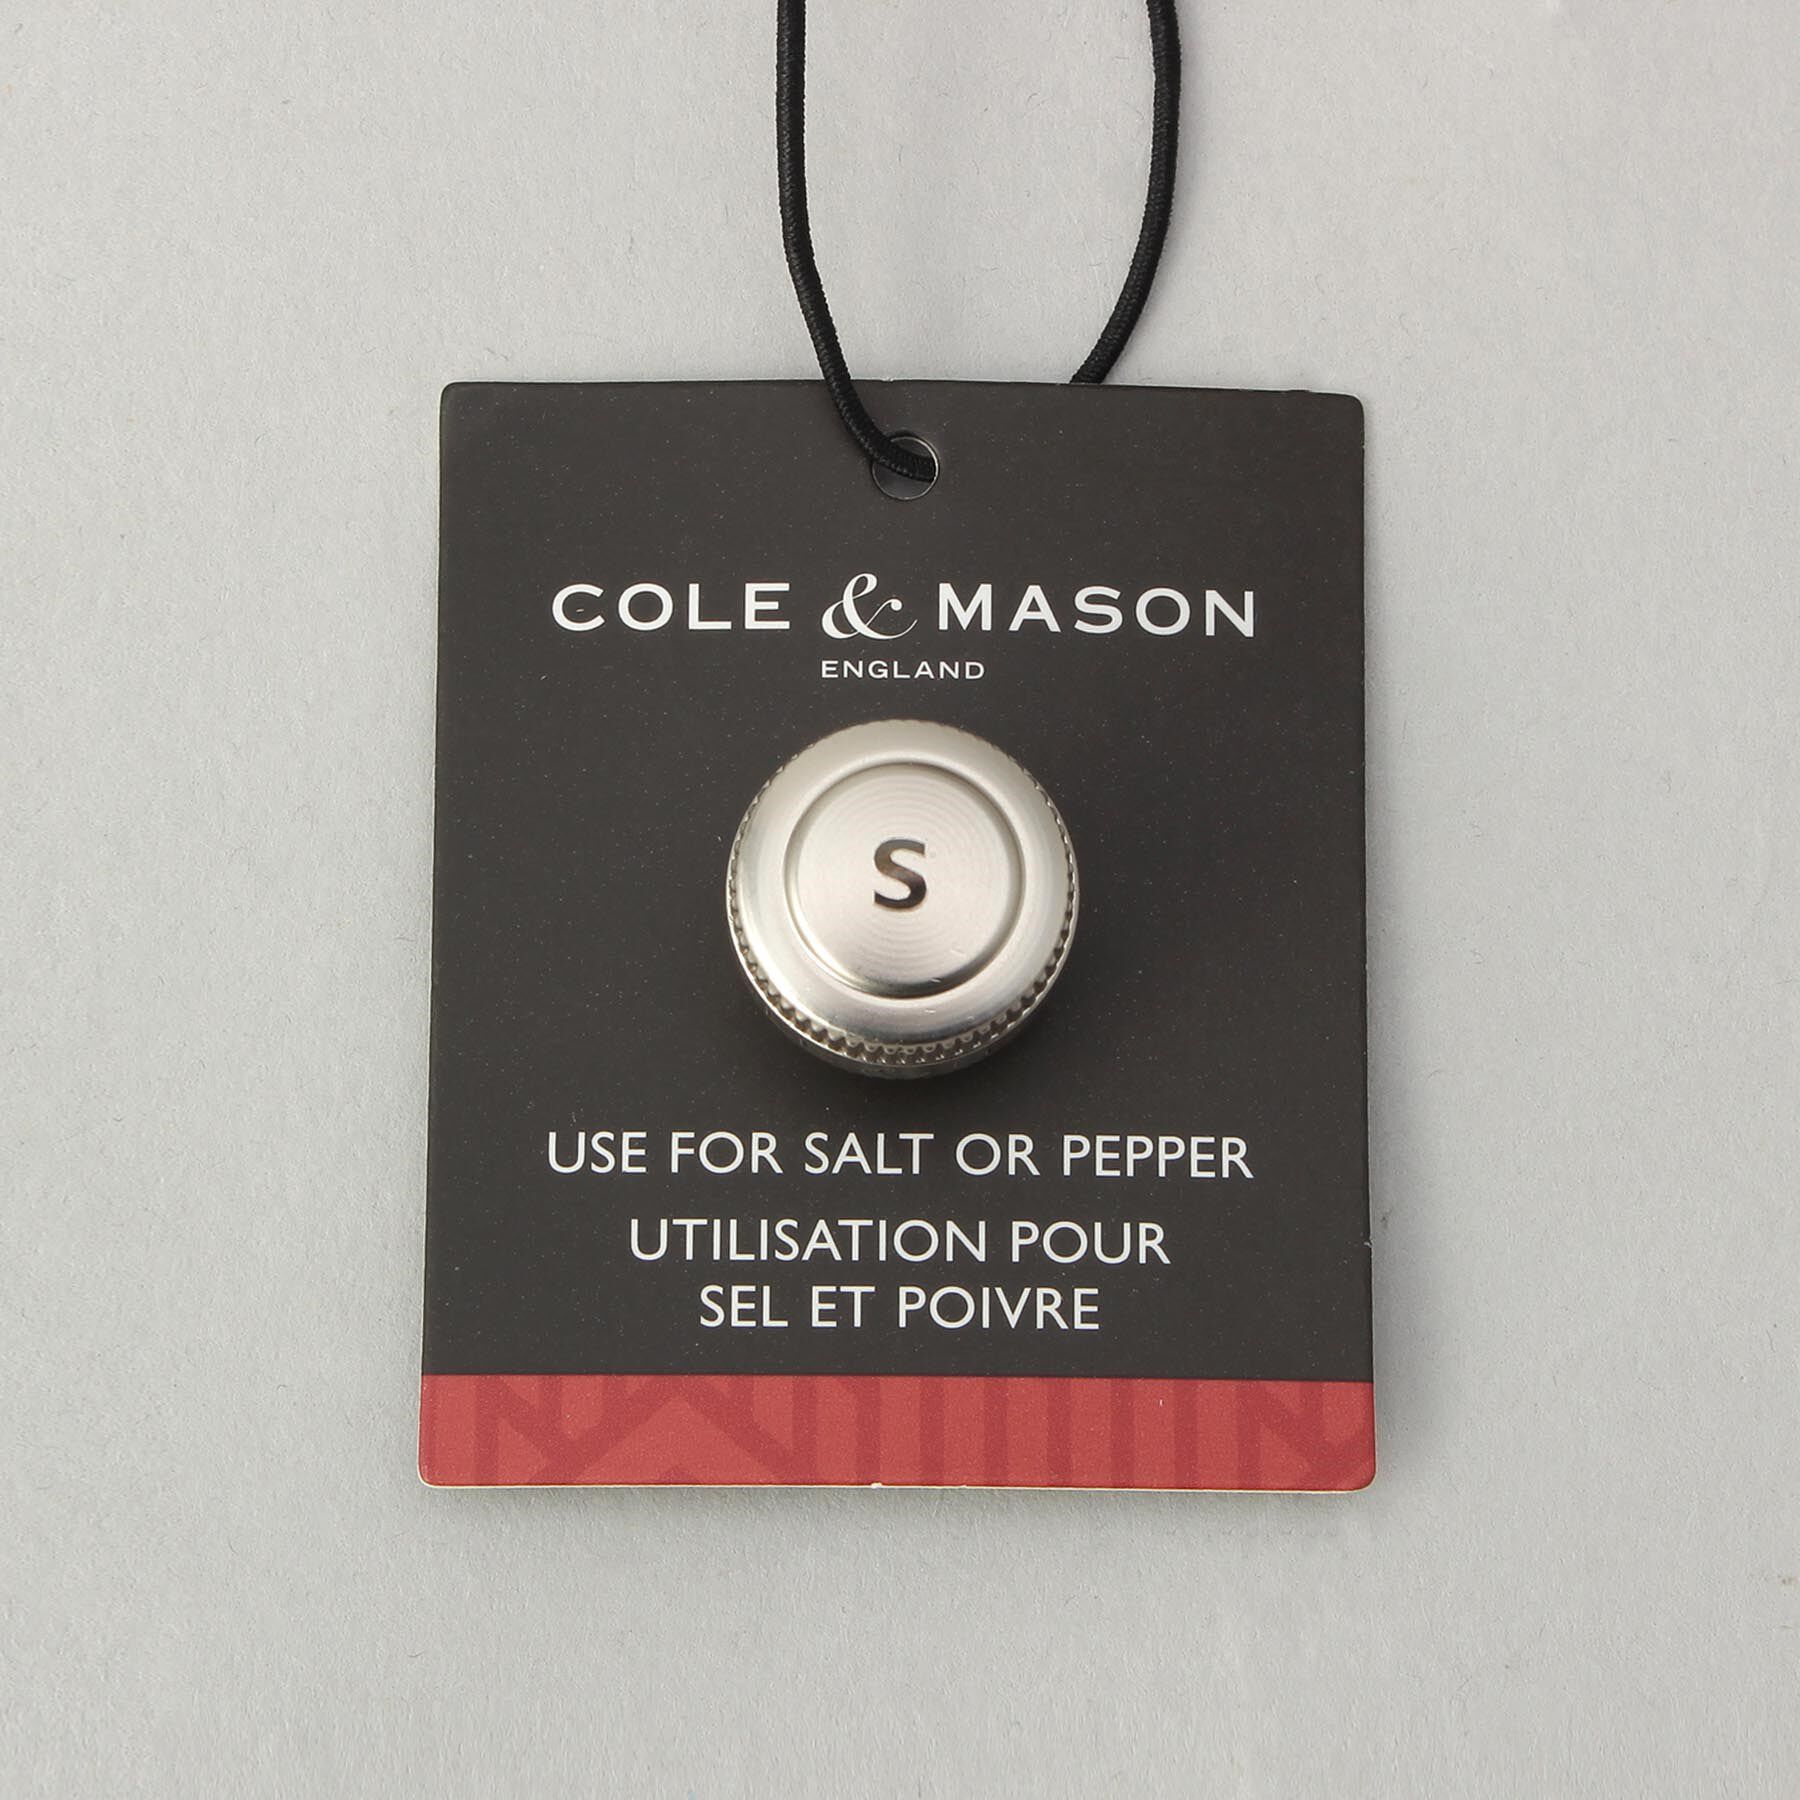 COLE & MASON
ENGLAND
S
USE FOR SALT OR PEPPER
UTILISATION POUR
SEL ET POIVRE